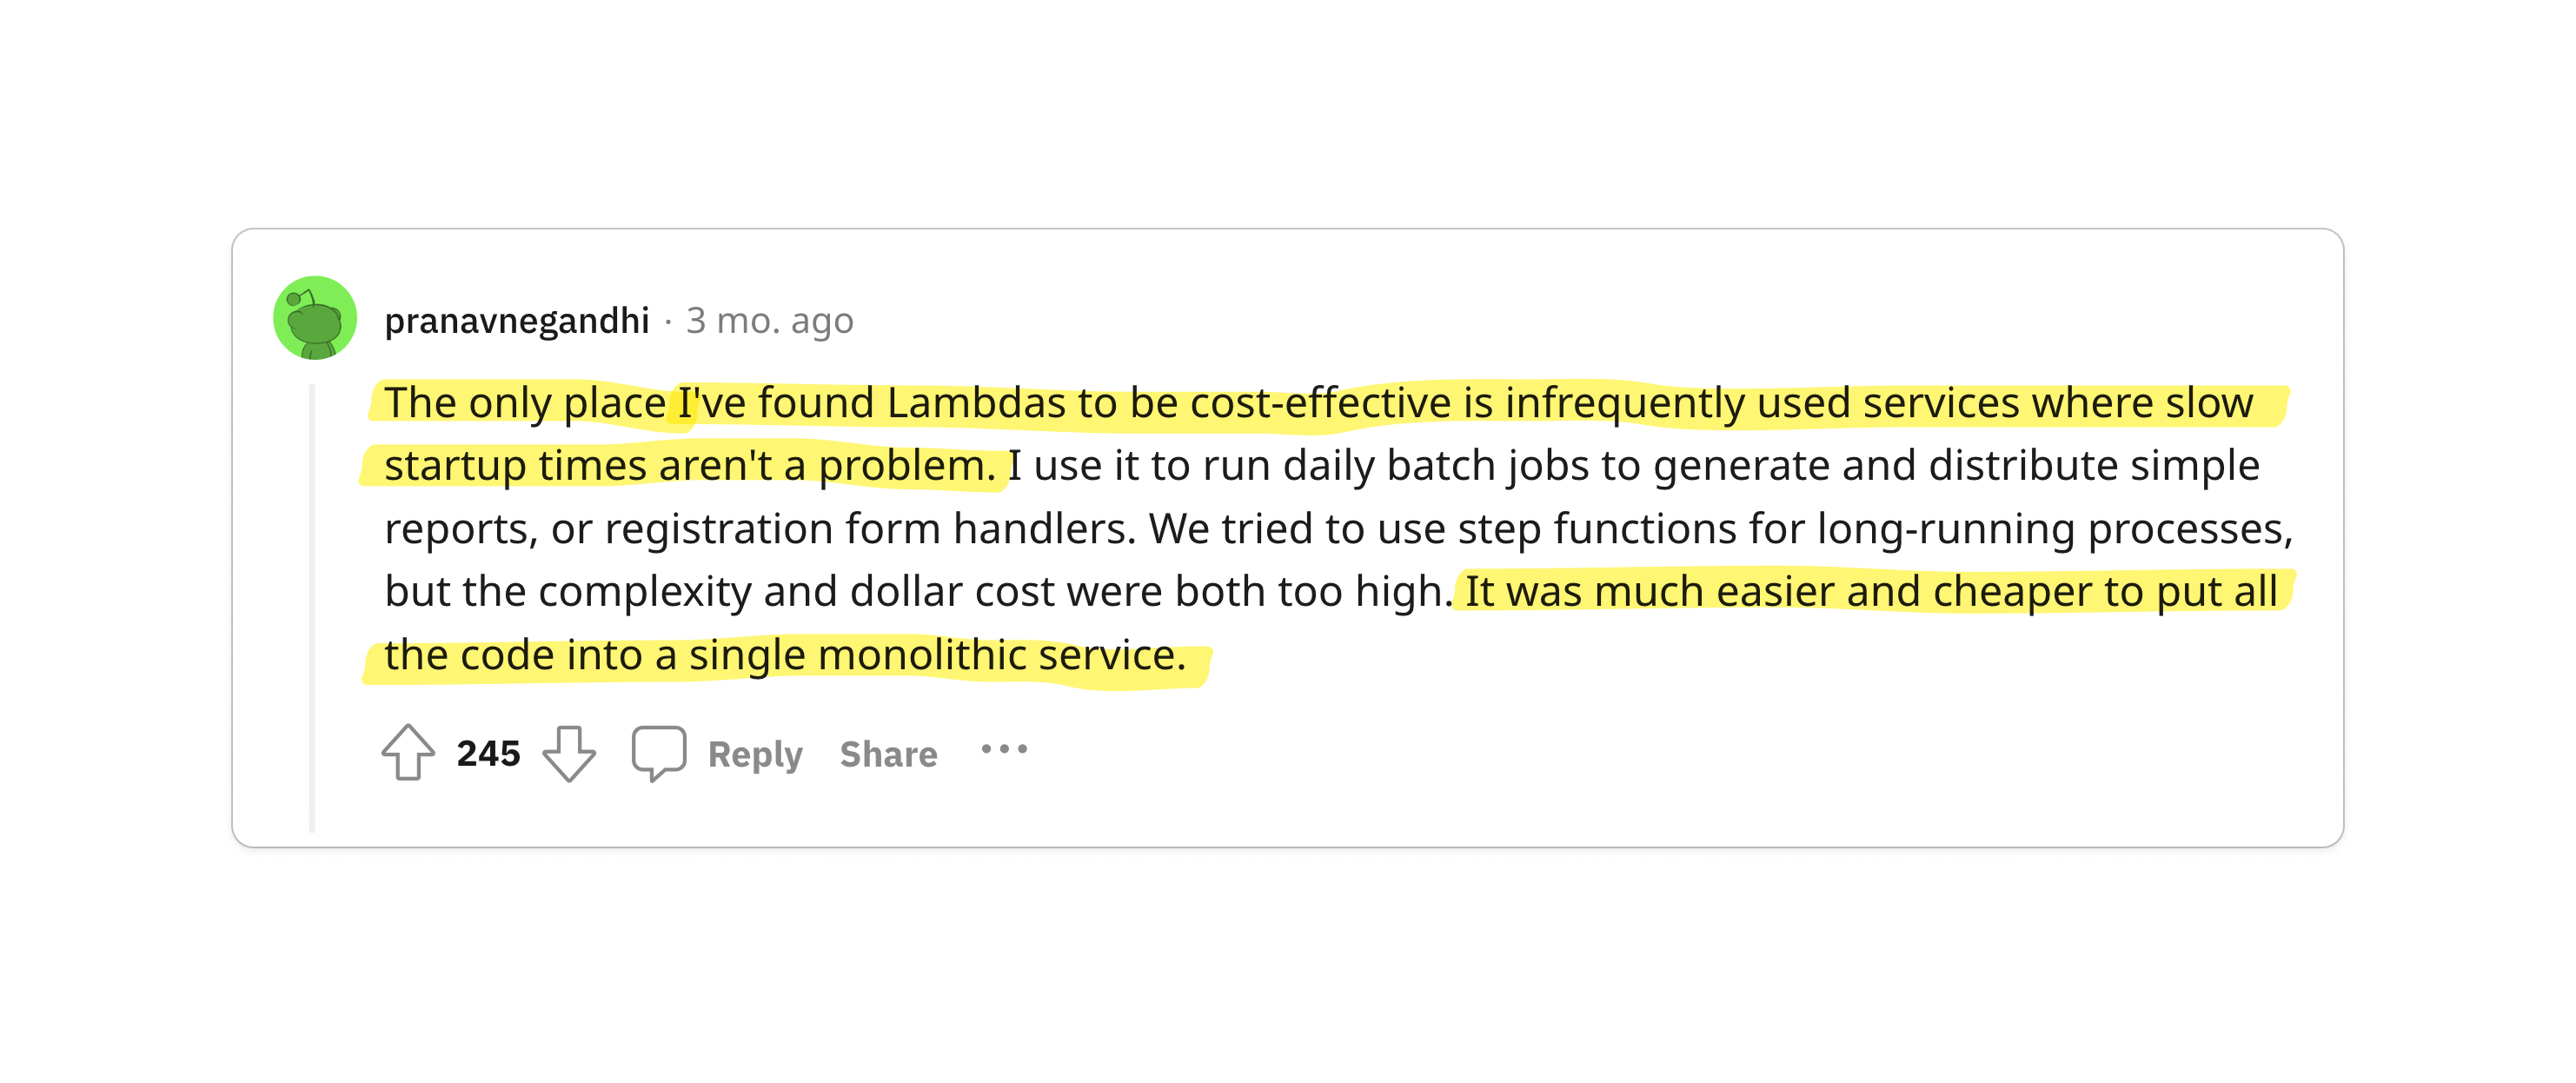 pranavnegandhi · 3 mo. ago
The only place I've found Lambdas to be cost-effective is infrequently used services where slow
startup times aren't a problem. I use it to run daily batch jobs to generate and distribute simple
reports, or registration form handlers. We tried to use step functions for long-running processes,
but the complexity and dollar cost were both too high. It was much easier and cheaper to put all
the code into a single monolithic service.
245 Reply Share ···